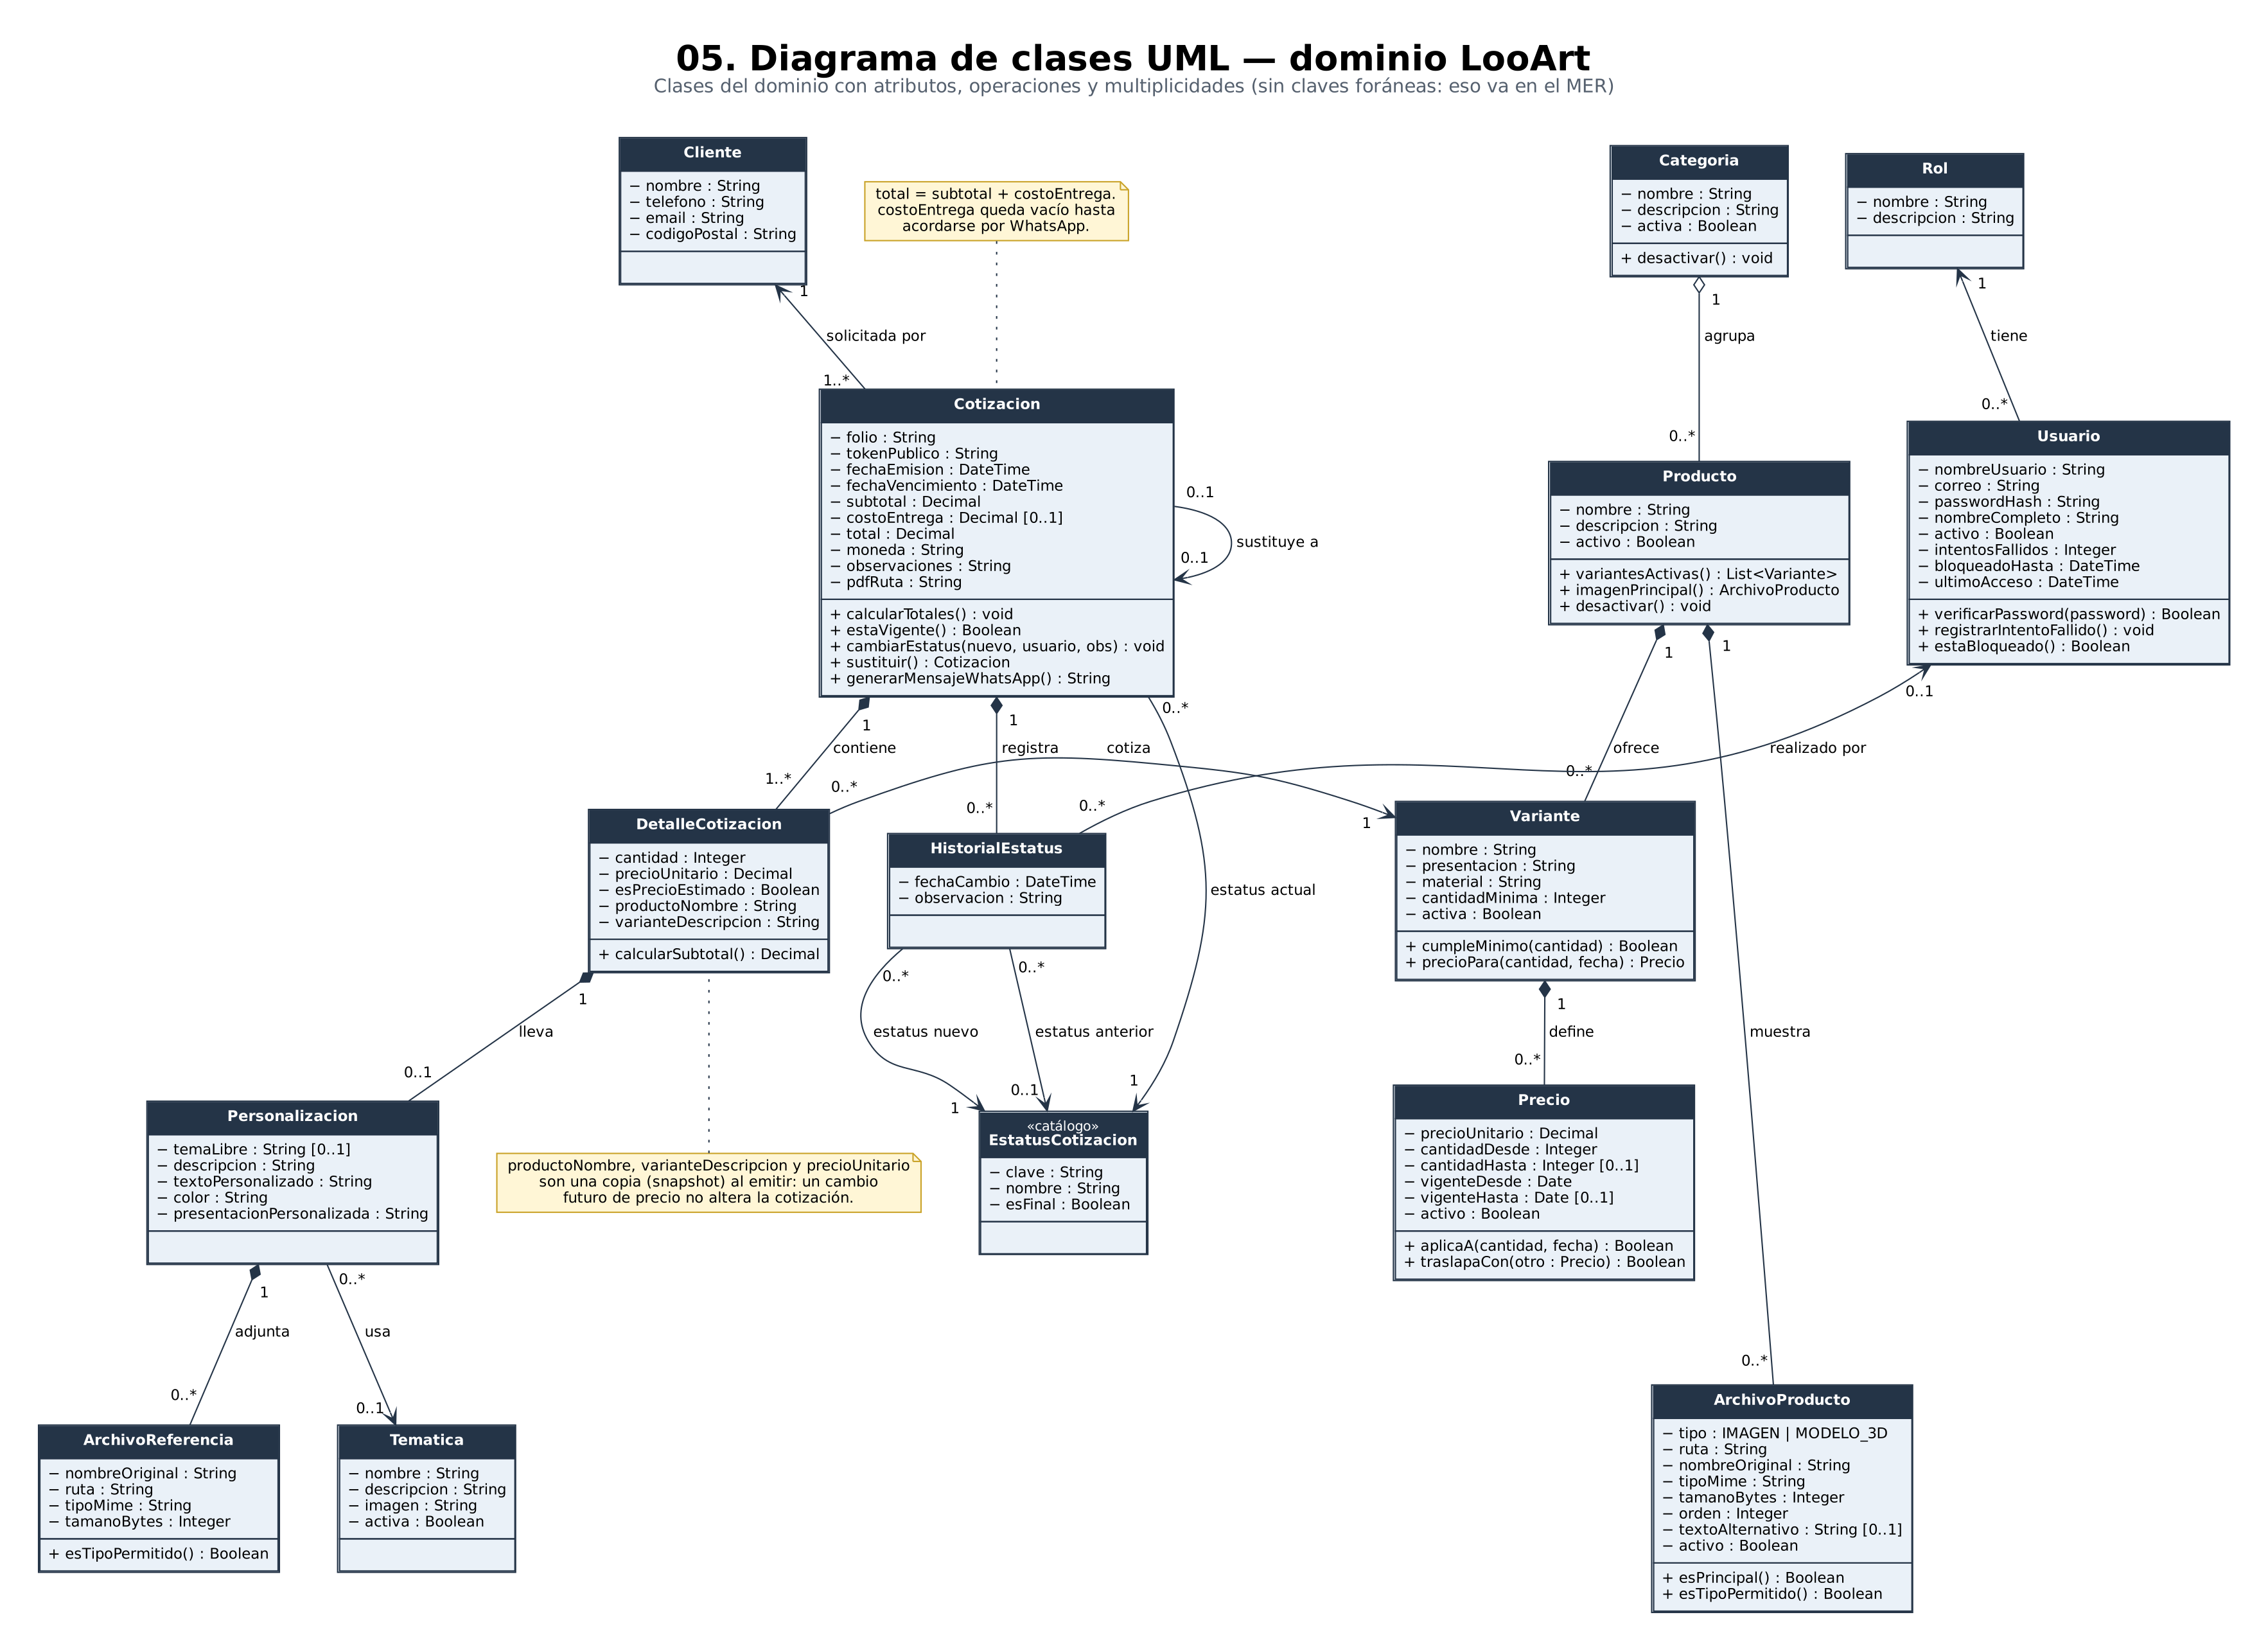 05. Diagrama de clases UML — dominio LooArt
Clases del dominio con atributos, operaciones y multiplicidades (sin claves foráneas: eso va en el MER)
Cliente
− nombre : String
− telefono : String
− email : String
− codigoPostal : String
total = subtotal + costoEntrega.
costoEntrega queda vacío hasta
acordarse por WhatsApp.
Categoria
− nombre : String
− descripcion : String
− activa : Boolean
+ desactivar() : void
Rol
− nombre : String
− descripcion : String
1
solicitada por
1..*
1
agrupa
0..*
1
tiene
0..*
Cotizacion
− folio : String
− tokenPublico : String
− fechaEmision : DateTime
− fechaVencimiento : DateTime
− subtotal : Decimal
− costoEntrega : Decimal [0..1]
− total : Decimal
− moneda : String
− observaciones : String
− pdfRuta : String
+ calcularTotales() : void
+ estaVigente() : Boolean
+ cambiarEstatus(nuevo, usuario, obs) : void
+ sustituir() : Cotizacion
+ generarMensajeWhatsApp() : String
0..1
sustituye a
0..1
Producto
− nombre : String
− descripcion : String
− activo : Boolean
+ variantesActivas() : List<Variante>
+ imagenPrincipal() : ArchivoProducto
+ desactivar() : void
Usuario
− nombreUsuario : String
− correo : String
− passwordHash : String
− nombreCompleto : String
− activo : Boolean
− intentosFallidos : Integer
− bloqueadoHasta : DateTime
− ultimoAcceso : DateTime
+ verificarPassword(password) : Boolean
+ registrarIntentoFallido() : void
+ estaBloqueado() : Boolean
1
contiene
1..*
1
registra
0..*
0..*
cotiza
1
0..*
estatus actual
1
1
ofrece
0..*
1
muestra
0..*
0..*
realizado por
0..1
DetalleCotizacion
− cantidad : Integer
− precioUnitario : Decimal
− esPrecioEstimado : Boolean
− productoNombre : String
− varianteDescripcion : String
+ calcularSubtotal() : Decimal
HistorialEstatus
− fechaCambio : DateTime
− observacion : String
Variante
− nombre : String
− presentacion : String
− material : String
− cantidadMinima : Integer
− activa : Boolean
+ cumpleMinimo(cantidad) : Boolean
+ precioPara(cantidad, fecha) : Precio
1
lleva
0..1
0..*
estatus nuevo
1
0..*
estatus anterior
0..1
1
define
0..*
Personalizacion
− temaLibre : String [0..1]
− descripcion : String
− textoPersonalizado : String
− color : String
− presentacionPersonalizada : String
productoNombre, varianteDescripcion y precioUnitario
son una copia (snapshot) al emitir: un cambio
futuro de precio no altera la cotización.
«catálogo»
EstatusCotizacion
− clave : String
− nombre : String
− esFinal : Boolean
Precio
− precioUnitario : Decimal
− cantidadDesde : Integer
− cantidadHasta : Integer [0..1]
− vigenteDesde : Date
− vigenteHasta : Date [0..1]
− activo : Boolean
+ aplicaA(cantidad, fecha) : Boolean
+ traslapaCon(otro : Precio) : Boolean
1
adjunta
0..*
0..*
usa
0..1
ArchivoReferencia
− nombreOriginal : String
− ruta : String
− tipoMime : String
− tamanoBytes : Integer
+ esTipoPermitido() : Boolean
Tematica
− nombre : String
− descripcion : String
− imagen : String
− activa : Boolean
ArchivoProducto
− tipo : IMAGEN | MODELO_3D
− ruta : String
− nombreOriginal : String
− tipoMime : String
− tamanoBytes : Integer
− orden : Integer
− textoAlternativo : String [0..1]
− activo : Boolean
+ esPrincipal() : Boolean
+ esTipoPermitido() : Boolean